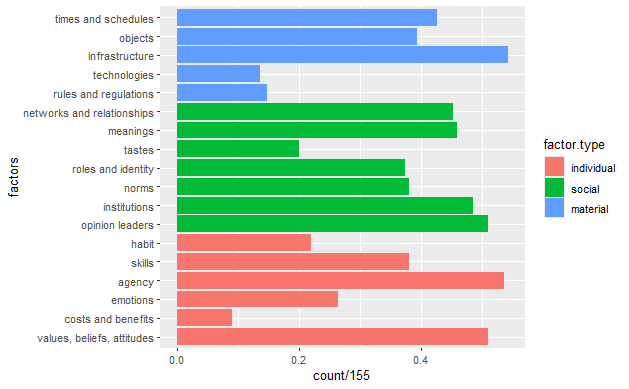 times and schedules
objects
infrastructure
technologies
rules and regulations
networks and relationships
meanings
tastes
roles and identity
norms
institutions
opinion leaders
habit
skills
agency
emotions
costs and benefits
values, beliefs, attitudes
factors
0.0 0.2 0.4
count/155
factor.type
individual
social
material